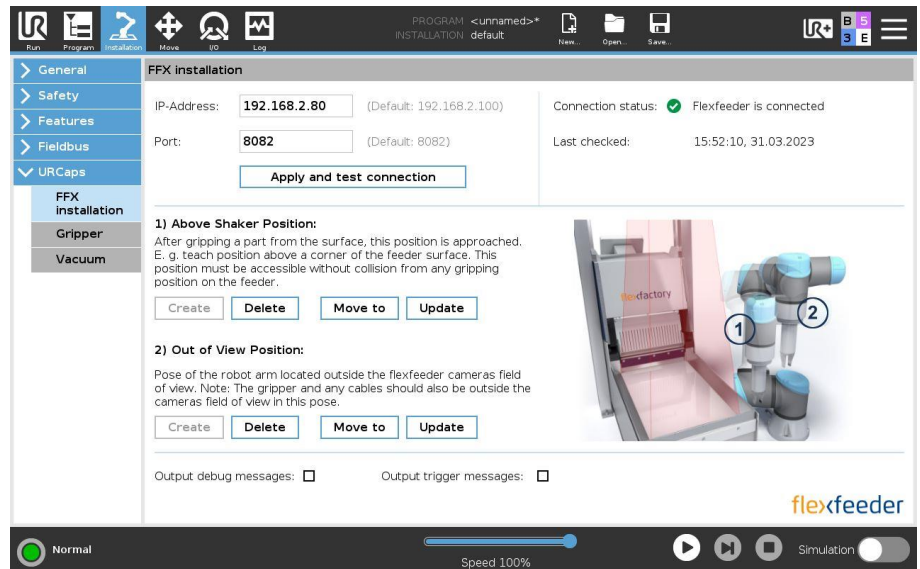 PROGRAM <unnamed>*
INSTALLATION default
Run Program Installation Move I/O Log New... Open... Save...
UR+
B 5
3 E
General
Safety
Features
Fieldbus
URCaps
FFX
installation
Gripper
Vacuum
FFX installation
IP-Address: 192.168.2.80 (Default: 192.168.2.100)
Port: 8082 (Default: 8082)
Apply and test connection
Connection status: Flexfeeder is connected
Last checked: 15:52:10, 31.03.2023
1) Above Shaker Position:
After gripping a part from the surface, this position is approached.
E. g. teach position above a corner of the feeder surface. This
position must be accessible without collision from any gripping
position on the feeder.
Create Delete Move to Update
2) Out of View Position:
Pose of the robot arm located outside the flexfeeder cameras field
of view. Note: The gripper and any cables should also be outside the
cameras field of view in this pose.
Create Delete Move to Update
flexfactory
1
2
Output debug messages: Output trigger messages:
flexfeeder
Normal
Speed 100%
Simulation